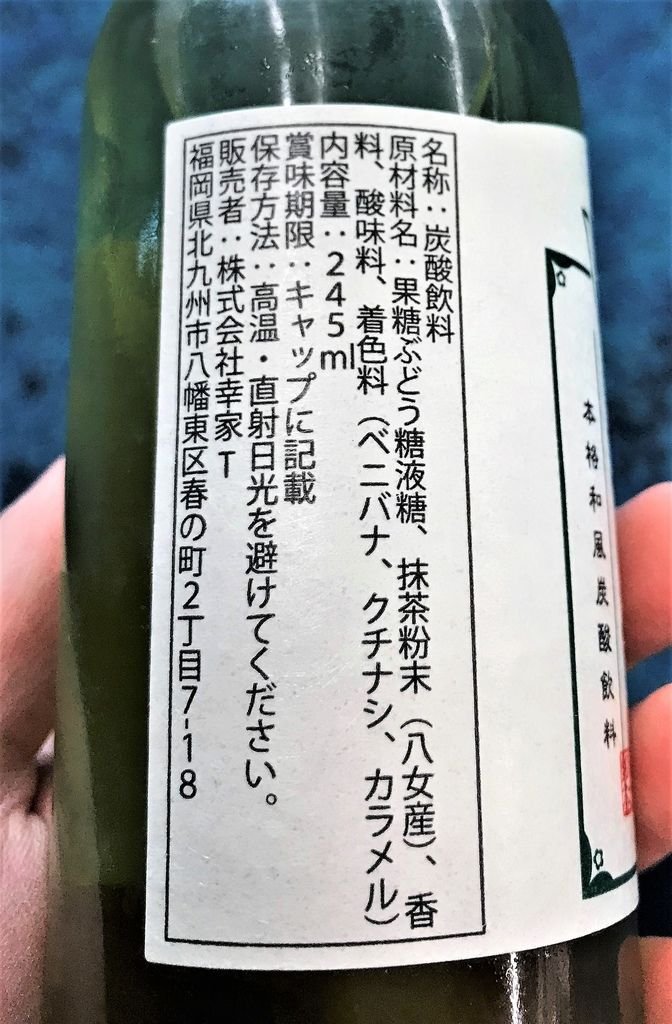 名称：炭酸飲料
原材料名：果糖ぶどう糖液糖、抹茶粉末（八女産）、香
料、酸味料、着色料（ベニバナ、クチナシ、カラメル）
内容量：245ml
賞味期限：キャップに記載
保存方法：高温・直射日光を避けてください。
販売者：株式会社幸家T
福岡県北九州市八幡東区春の町2丁目7-18
本格和風炭酸飲料